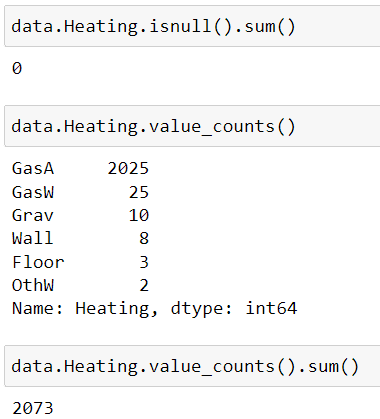 data.Heating.isnull().sum()
0
data.Heating.value_counts()
GasA 2025
GasW 25
Grav 10
Wall 8
Floor 3
OthW 2
Name: Heating, dtype: int64
data.Heating.value_counts().sum()
2073